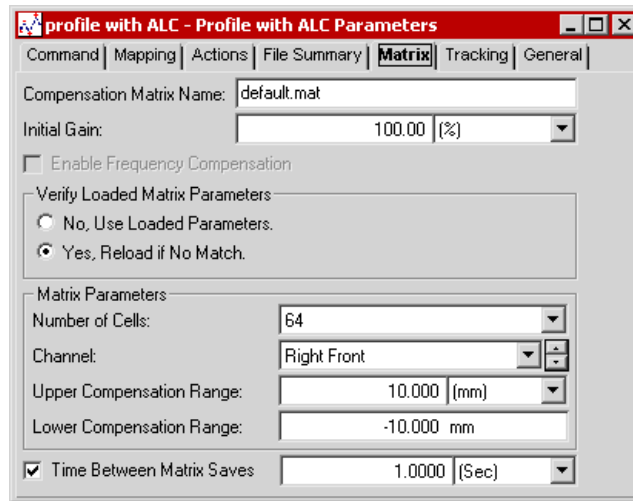 profile with ALC - Profile with ALC Parameters
Command Mapping Actions File Summary Matrix Tracking General
Compensation Matrix Name: default.mat
Initial Gain: 100.00 (%)
Enable Frequency Compensation
Verify Loaded Matrix Parameters
No, Use Loaded Parameters.
Yes, Reload if No Match.
Matrix Parameters
Number of Cells: 64
Channel: Right Front
Upper Compensation Range: 10.000 (mm)
Lower Compensation Range: -10.000 mm
Time Between Matrix Saves 1.0000 (Sec)